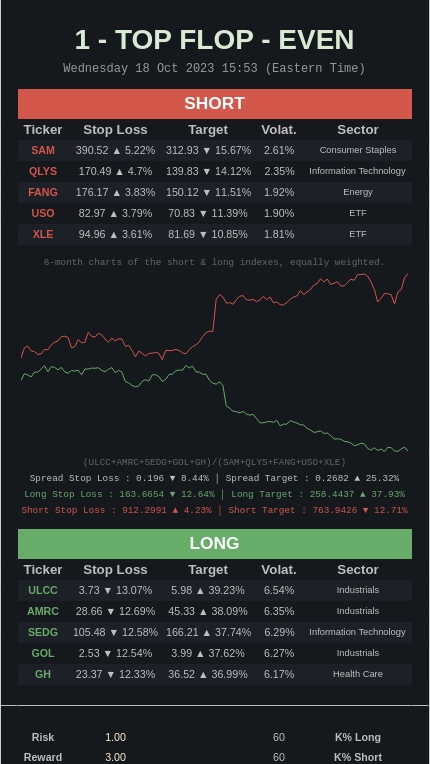 1 - TOP FLOP - EVEN
Wednesday 18 Oct 2023 15:53 (Eastern Time)
SHORT
Ticker Stop Loss Target Volat. Sector
SAM 390.52 ▲ 5.22% 312.93 ▼ 15.67% 2.61% Consumer Staples
QLYS 170.49 ▲ 4.7% 139.83 ▼ 14.12% 2.35% Information Technology
FANG 176.17 ▲ 3.83% 150.12 ▼ 11.51% 1.92% Energy
USO 82.97 ▲ 3.79% 70.83 ▼ 11.39% 1.90% ETF
XLE 94.96 ▲ 3.61% 81.69 ▼ 10.85% 1.81% ETF
6-month charts of the short & long indexes, equally weighted.
(ULCC+AMRC+SEDG+GOL+GH)/(SAM+QLYS+FANG+USO+XLE)
Spread Stop Loss : 0.196 ▼ 8.44% | Spread Target : 0.2682 ▲ 25.32%
Long Stop Loss : 163.6654 ▼ 12.64% | Long Target : 258.4437 ▲ 37.93%
Short Stop Loss : 912.2991 ▲ 4.23% | Short Target : 763.9426 ▼ 12.71%
LONG
Ticker Stop Loss Target Volat. Sector
ULCC 3.73 ▼ 13.07% 5.98 ▲ 39.23% 6.54% Industrials
AMRC 28.66 ▼ 12.69% 45.33 ▲ 38.09% 6.35% Industrials
SEDG 105.48 ▼ 12.58% 166.21 ▲ 37.74% 6.29% Information Technology
GOL 2.53 ▼ 12.54% 3.99 ▲ 37.62% 6.27% Industrials
GH 23.37 ▼ 12.33% 36.52 ▲ 36.99% 6.17% Health Care
Risk 1.00 60 K% Long
Reward 3.00 60 K% Short